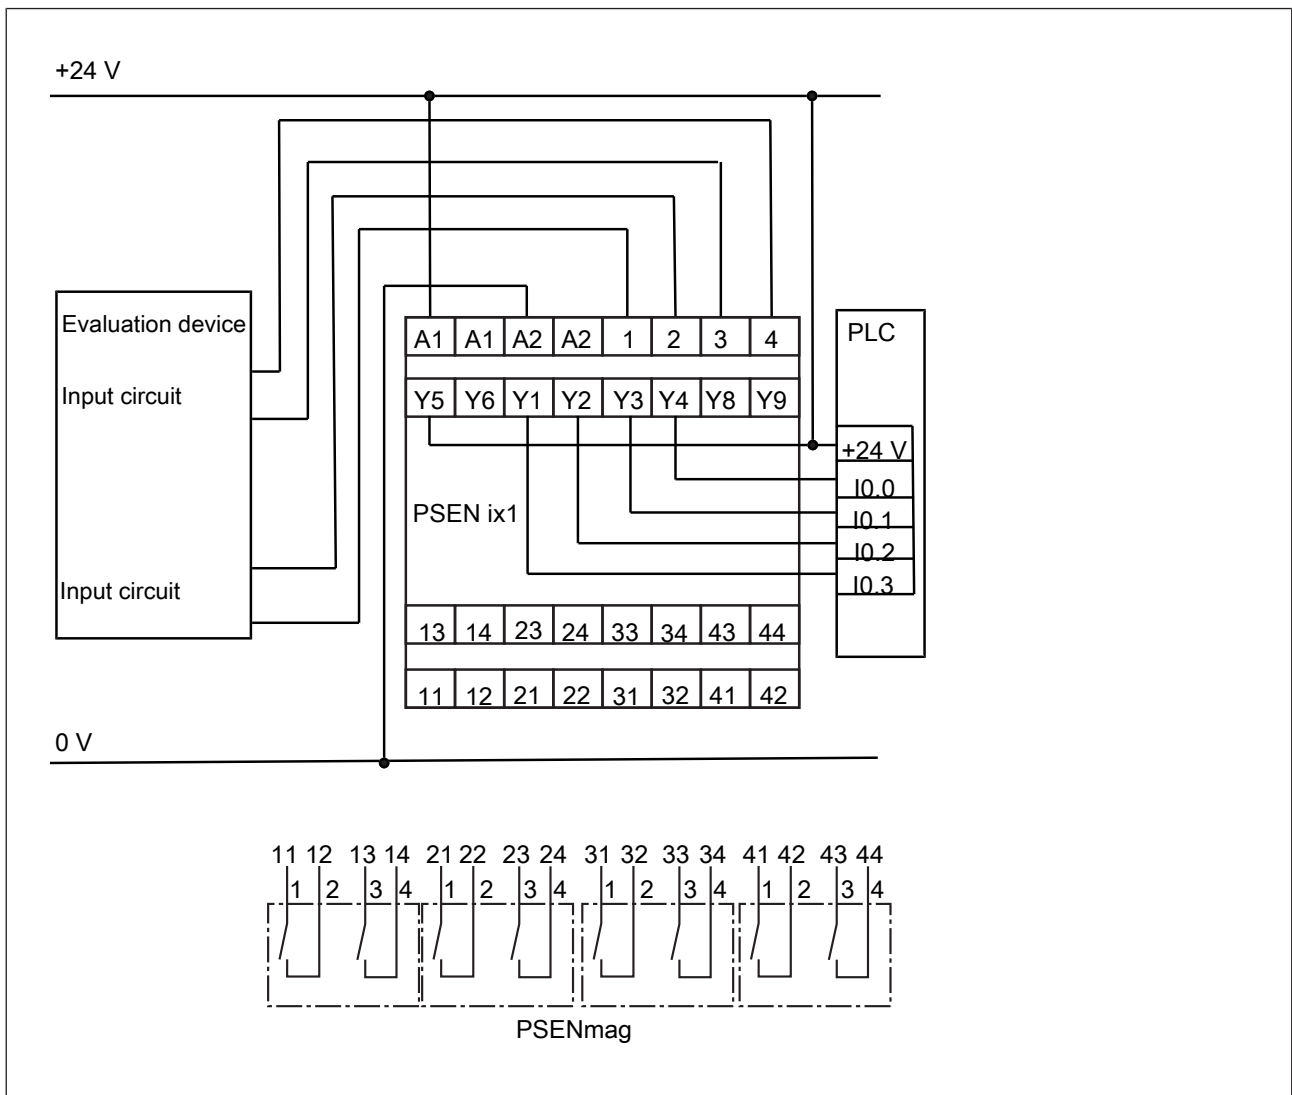 +24 V
Evaluation device
Input circuit
Input circuit
A1 A1 A2 A2 1 2 3 4
Y5 Y6 Y1 Y2 Y3 Y4 Y8 Y9
PSEN ix1
13 14 23 24 33 34 43 44
11 12 21 22 31 32 41 42
PLC
+24 V
I0.0
I0.1
I0.2
I0.3
0 V
11 12 13 14 21 22 23 24 31 32 33 34 41 42 43 44
1 2 3 4 1 2 3 4 1 2 3 4 1 2 3 4
PSENmag